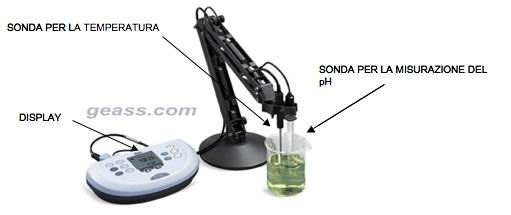 SONDA PER LA TEMPERATURA
SONDA PER LA MISURAZIONE DEL
pH
geass.com
DISPLAY